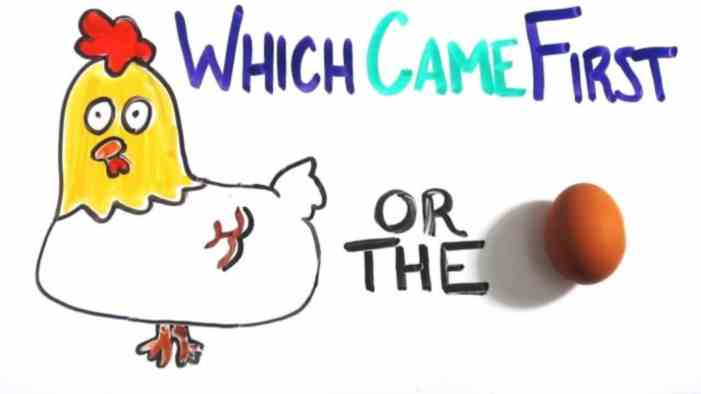 WHICH CAME FIRST
OR
THE